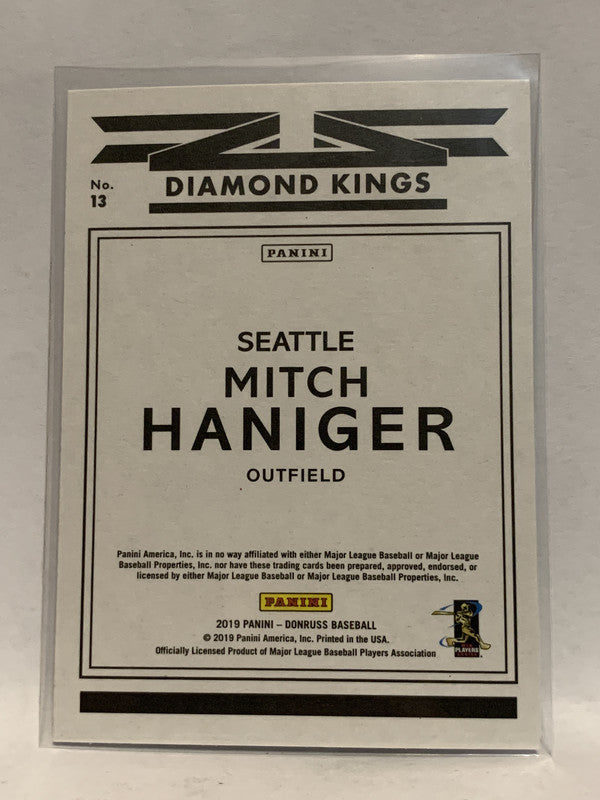 DIAMOND KINGS
No.
13
PANINI
SEATTLE
MITCH
HANIGER
OUTFIELD
Panini America, Inc. is in no way affiliated with either Major League Baseball or Major League
Baseball Properties, Inc. nor have these trading cards been prepared, approved, endorsed, or
licensed by either Major League Baseball or Major League Baseball Properties, Inc.
PANINI
2019 PANINI – DONRUSS BASEBALL
© 2019 Panini America, Inc. Printed in the USA.
Officially Licensed Product of Major League Baseball Players Association
PLAYERS